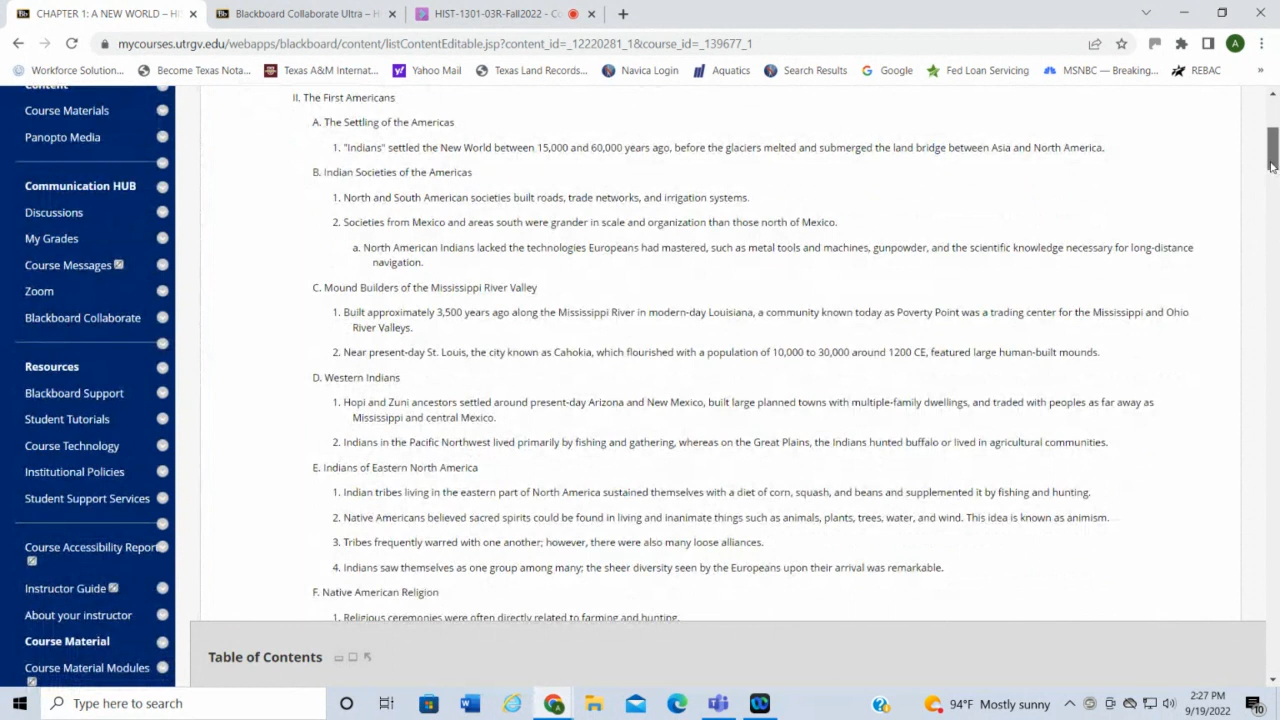 CHAPTER 1: A NEW WORLD – HI
Blackboard Collaborate Ultra – H
HIST-1301-03R-Fall2022 - Co
mycourses.utrgv.edu/webapps/blackboard/content/listContentEditable.jsp?content_id=_12220281_1&course_id=_139677_1
A
Workforce Solution...
Become Texas Nota...
Texas A&M Internat...
Yahoo Mail
Texas Land Records...
Navica Login
Aquatics
Search Results
Google
Fed Loan Servicing
MSNBC — Breaking...
REBAC
»
Content
Course Materials
Panopto Media
Communication HUB
Discussions
My Grades
Course Messages
Zoom
Blackboard Collaborate
Resources
Blackboard Support
Student Tutorials
Course Technology
Institutional Policies
Student Support Services
Course Accessibility Report
Instructor Guide
About your instructor
Course Material
Course Material Modules
II. The First Americans
A. The Settling of the Americas
1. "Indians" settled the New World between 15,000 and 60,000 years ago, before the glaciers melted and submerged the land bridge between Asia and North America.
B. Indian Societies of the Americas
1. North and South American societies built roads, trade networks, and irrigation systems.
2. Societies from Mexico and areas south were grander in scale and organization than those north of Mexico.
a. North American Indians lacked the technologies Europeans had mastered, such as metal tools and machines, gunpowder, and the scientific knowledge necessary for long-distance
navigation.
C. Mound Builders of the Mississippi River Valley
1. Built approximately 3,500 years ago along the Mississippi River in modern-day Louisiana, a community known today as Poverty Point was a trading center for the Mississippi and Ohio
River Valleys.
2. Near present-day St. Louis, the city known as Cahokia, which flourished with a population of 10,000 to 30,000 around 1200 CE, featured large human-built mounds.
D. Western Indians
1. Hopi and Zuni ancestors settled around present-day Arizona and New Mexico, built large planned towns with multiple-family dwellings, and traded with peoples as far away as
Mississippi and central Mexico.
2. Indians in the Pacific Northwest lived primarily by fishing and gathering, whereas on the Great Plains, the Indians hunted buffalo or lived in agricultural communities.
E. Indians of Eastern North America
1. Indian tribes living in the eastern part of North America sustained themselves with a diet of corn, squash, and beans and supplemented it by fishing and hunting.
2. Native Americans believed sacred spirits could be found in living and inanimate things such as animals, plants, trees, water, and wind. This idea is known as animism.
3. Tribes frequently warred with one another; however, there were also many loose alliances.
4. Indians saw themselves as one group among many; the sheer diversity seen by the Europeans upon their arrival was remarkable.
F. Native American Religion
1. Religious ceremonies were often directly related to farming and hunting.
Table of Contents
Type here to search
94°F Mostly sunny
2:27 PM
9/19/2022
10